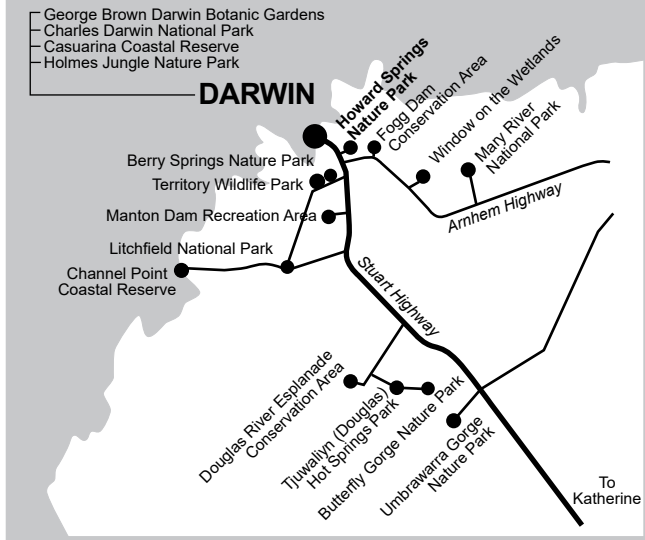 George Brown Darwin Botanic Gardens
Charles Darwin National Park
Casuarina Coastal Reserve
Holmes Jungle Nature Park
DARWIN
Howard Springs
Nature Park
Fogg Dam
Conservation Area
Window on the Wetlands
Mary River
National Park
Berry Springs Nature Park
Territory Wildlife Park
Manton Dam Recreation Area
Arnhem Highway
Litchfield National Park
Channel Point
Coastal Reserve
Stuart Highway
Douglas River Esplanade
Conservation Area
Tjuwaliyn (Douglas)
Hot Springs Park
Butterfly Gorge Nature Park
Umbrawarra Gorge
Nature Park
To
Katherine